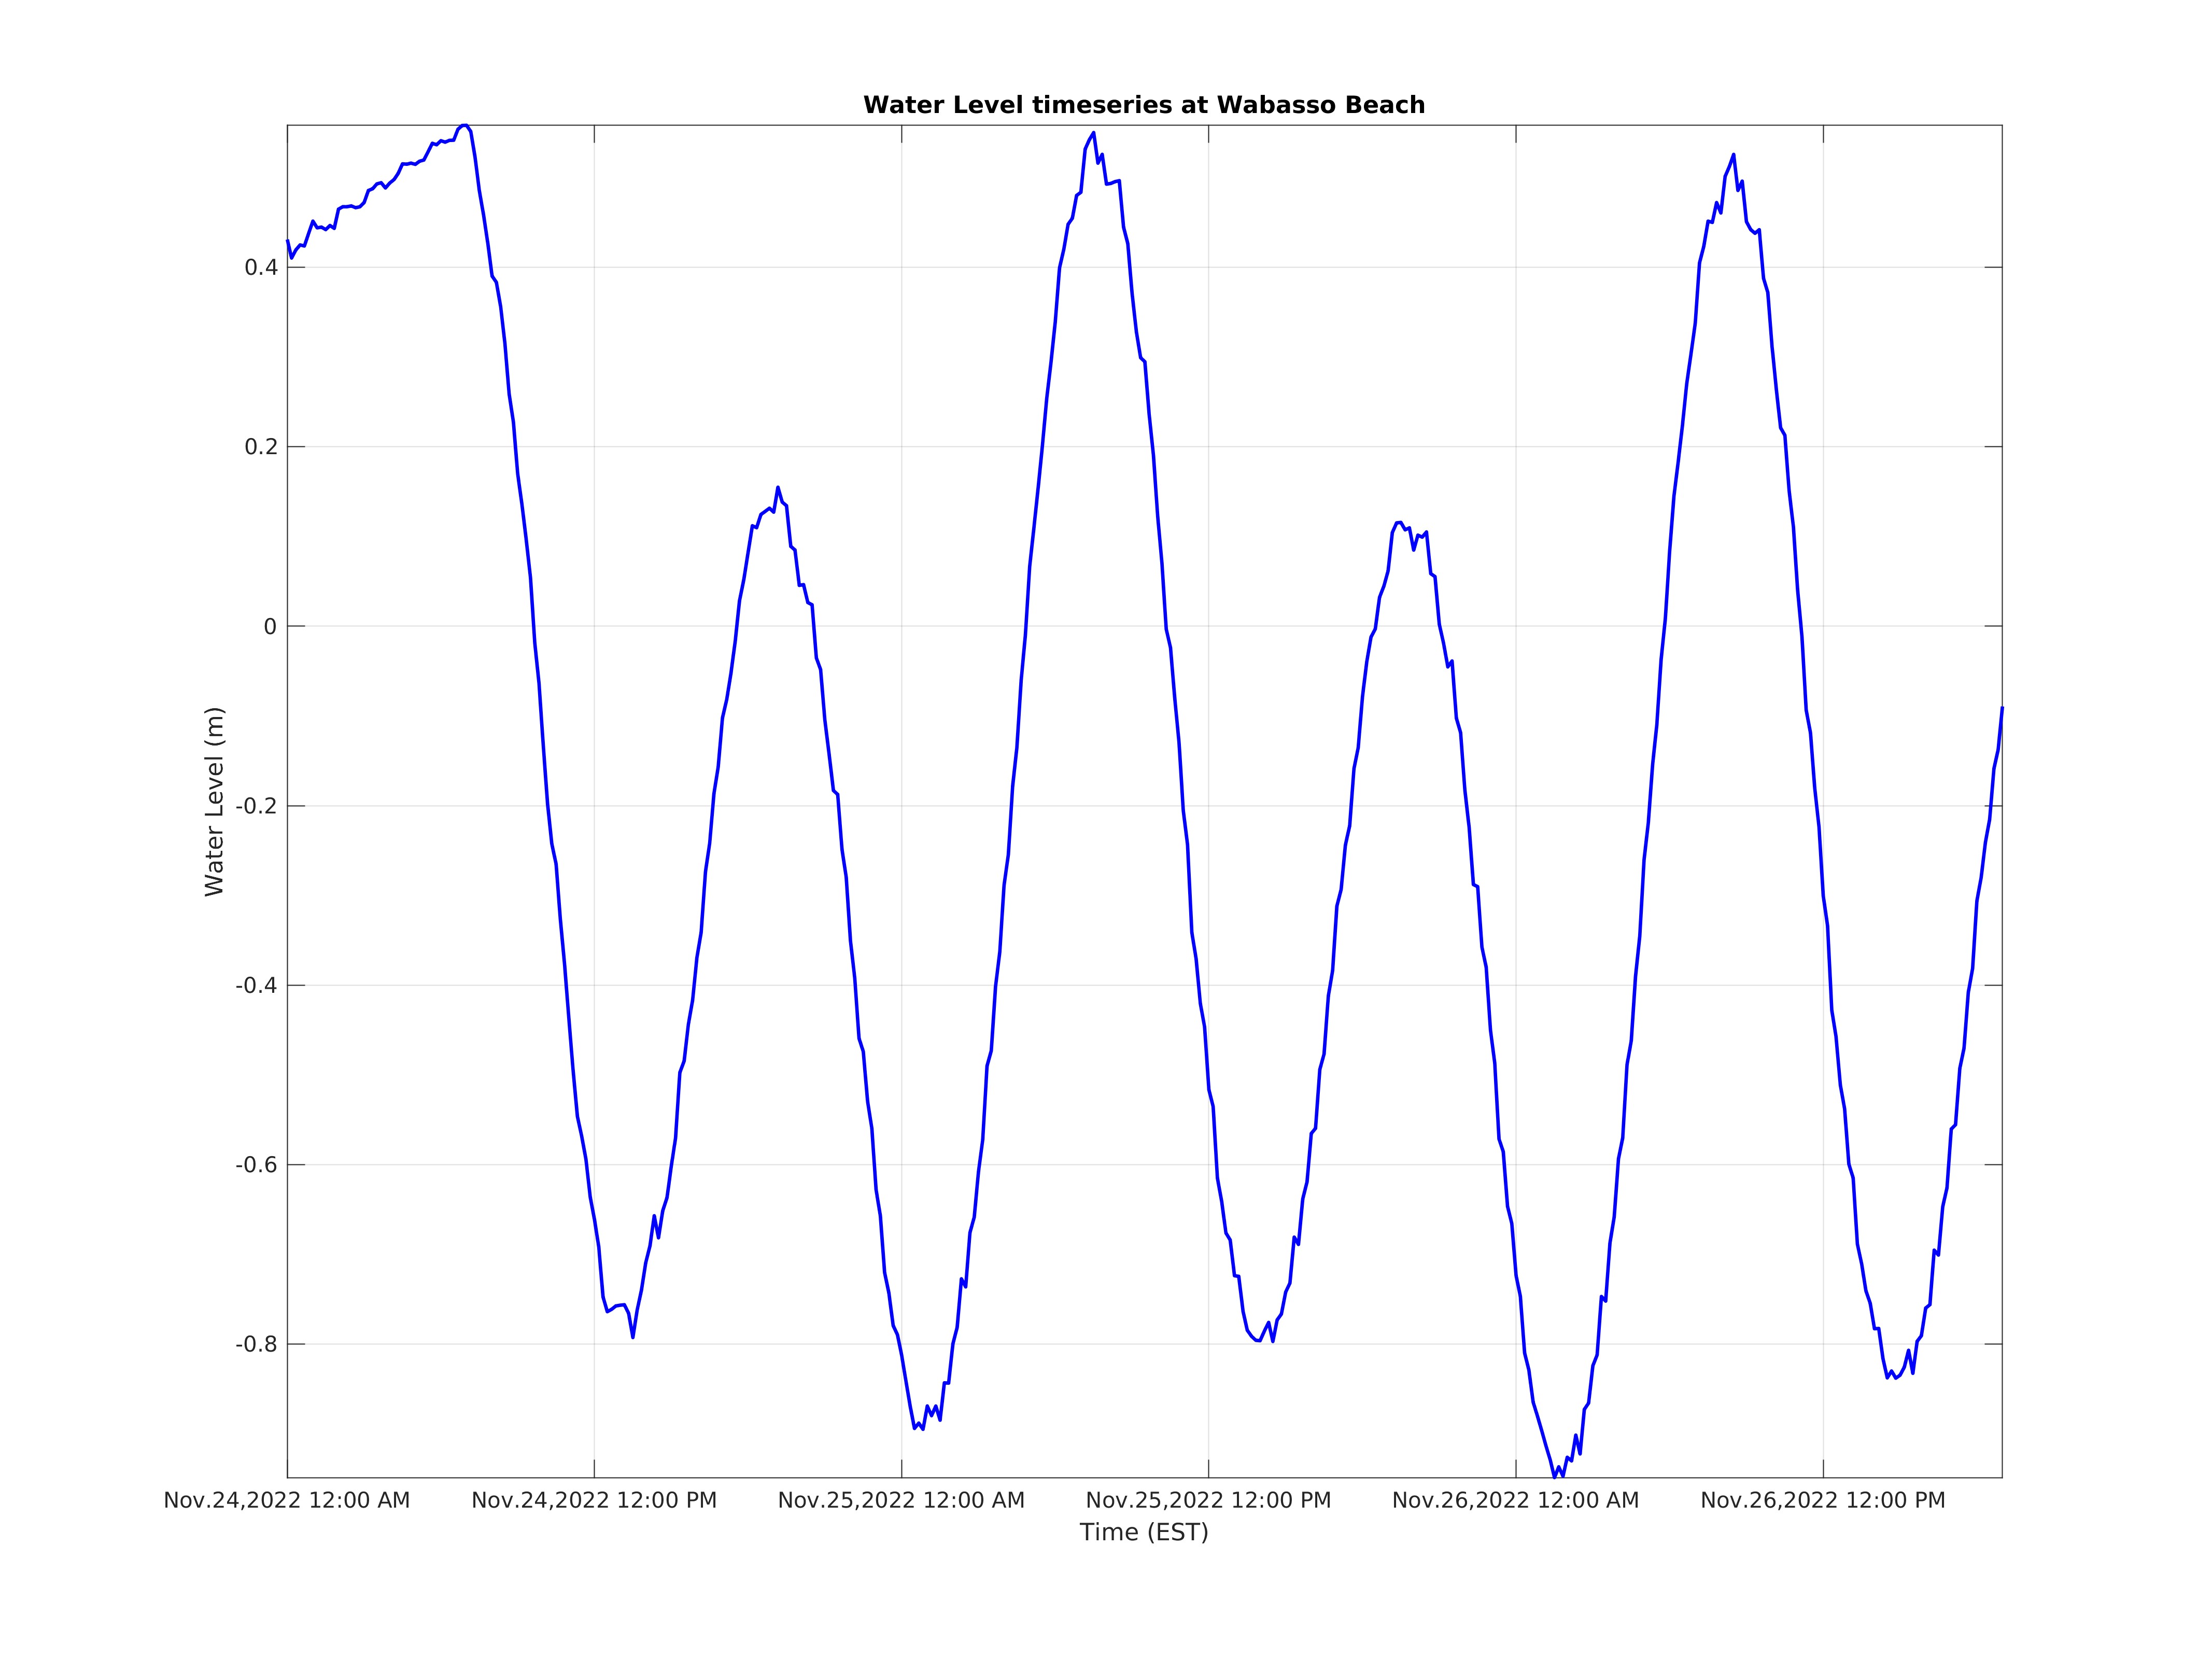 Water Level timeseries at Wabasso Beach
0.4
0.2
0
-0.2
-0.4
-0.6
-0.8
Water Level (m)
Nov.24,2022 12:00 AM
Nov.24,2022 12:00 PM
Nov.25,2022 12:00 AM
Nov.25,2022 12:00 PM
Nov.26,2022 12:00 AM
Nov.26,2022 12:00 PM
Time (EST)